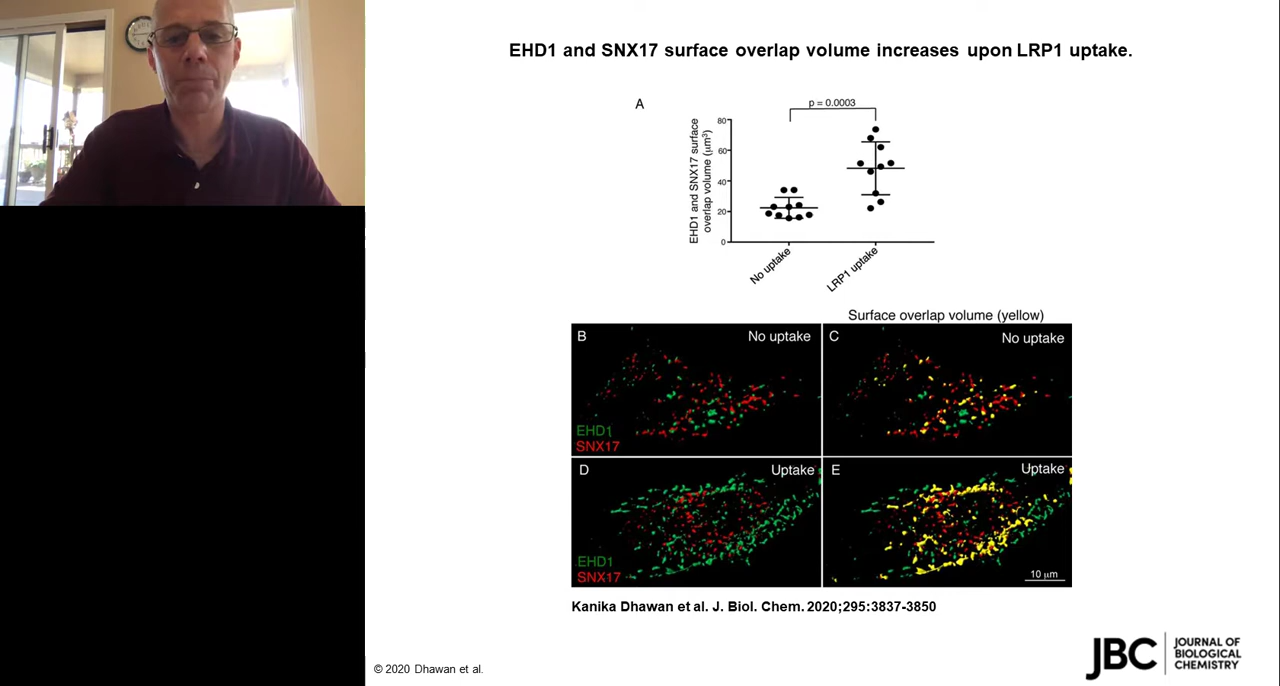 EHD1 and SNX17 surface overlap volume increases upon LRP1 uptake.
A
p = 0.0003
EHD1 and SNX17 surface
overlap volume (μm³)
80
60
40
20
0
No uptake
LRP1 uptake
Surface overlap volume (yellow)
B
No uptake
EHD1
SNX17
C
No uptake
D
Uptake
EHD1
SNX17
E
Uptake
10 μm
Kanika Dhawan et al. J. Biol. Chem. 2020;295:3837-3850
© 2020 Dhawan et al.
JBC
JOURNAL OF
BIOLOGICAL
CHEMISTRY